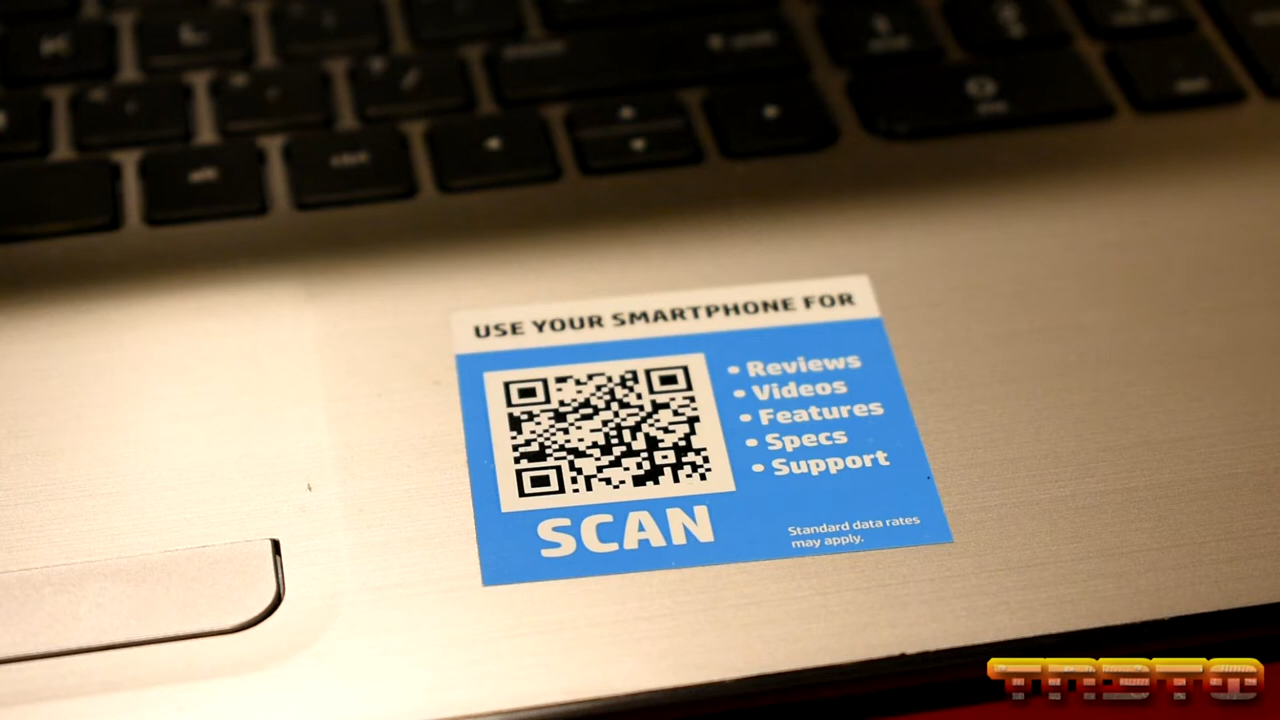 K
L
USE YOUR SMARTPHONE FOR
• Reviews
• Videos
• Features
• Specs
• Support
SCAN
Standard data rates
may apply.